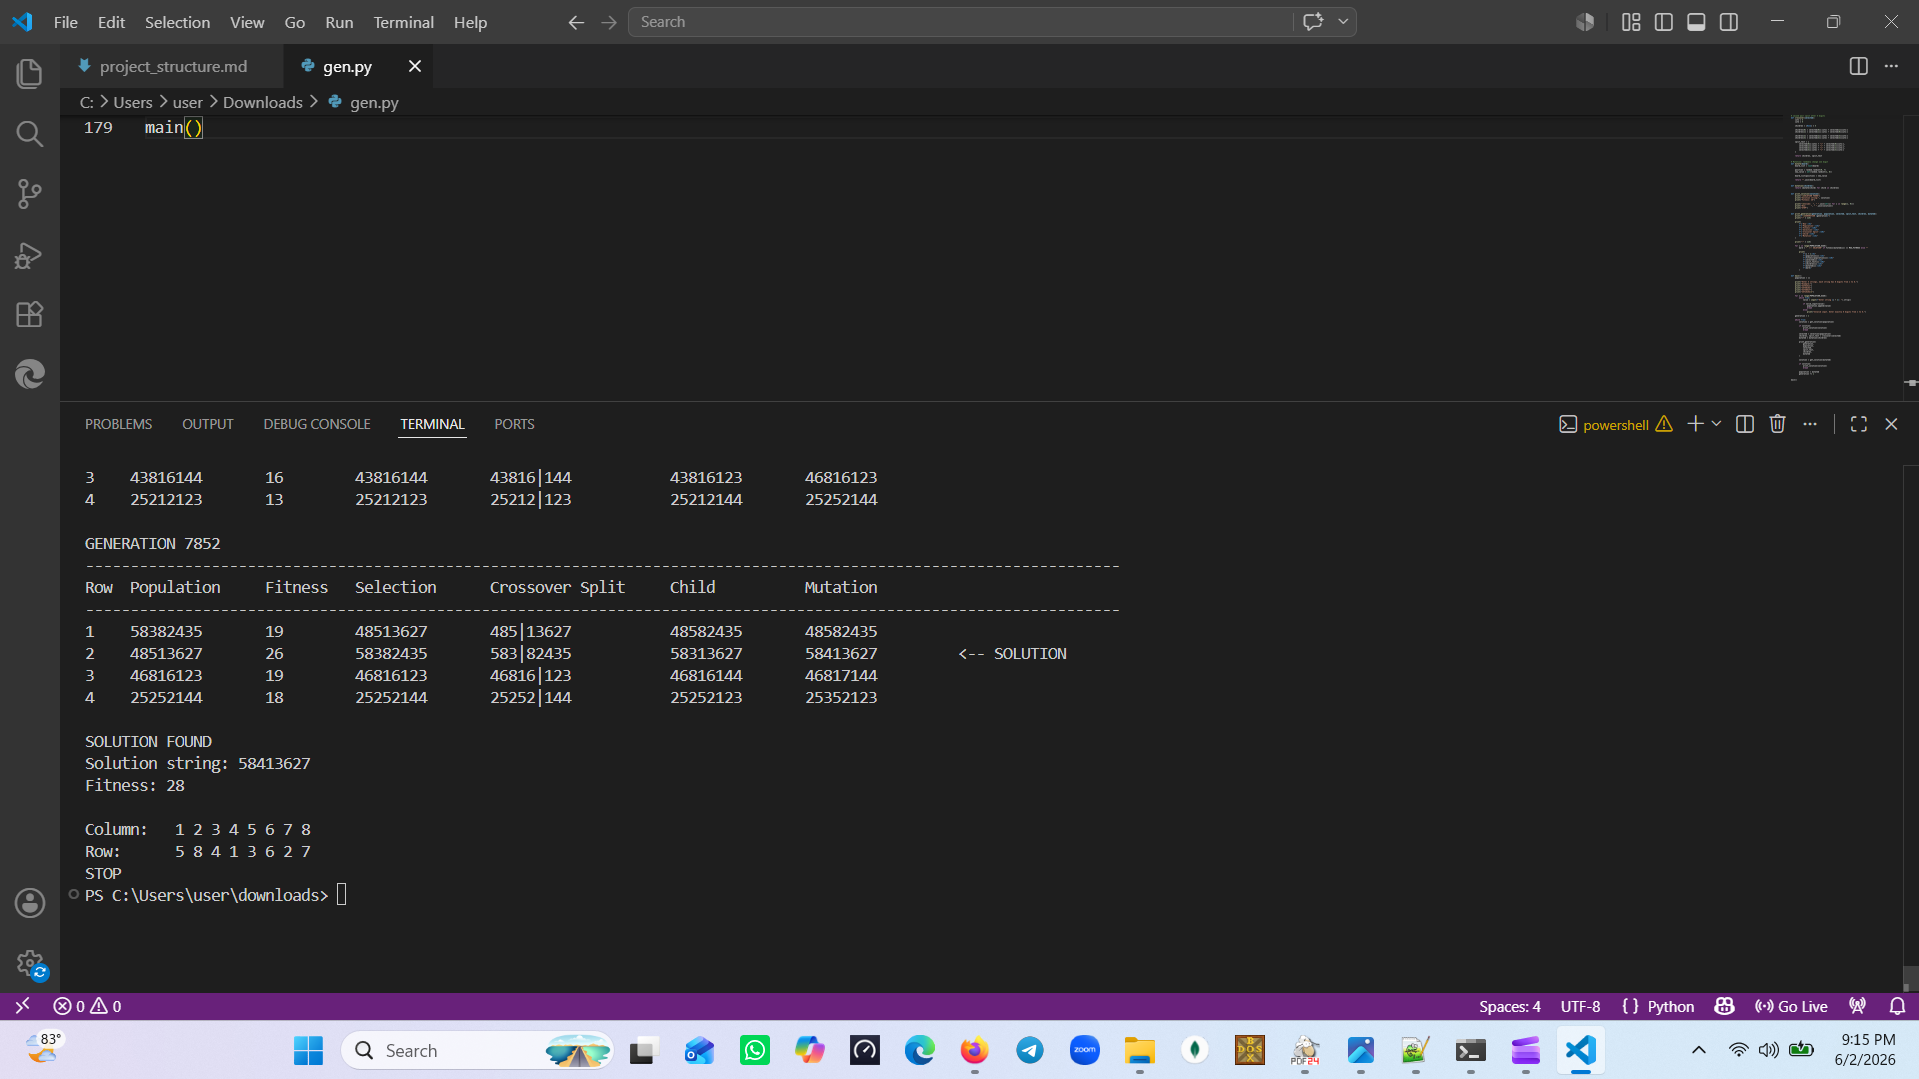 File Edit Selection View Go Run Terminal Help
Search
project_structure.md
gen.py
C: > Users > user > Downloads > gen.py
179 main()
PROBLEMS OUTPUT DEBUG CONSOLE TERMINAL PORTS
powershell
3 43816144 16 43816144 43816|144 43816123 46816123
4 25212123 13 25212123 25212|123 25212144 25252144
GENERATION 7852
-------------------------------------------------------------------------------------------------------------------
Row Population Fitness Selection Crossover Split Child Mutation
-------------------------------------------------------------------------------------------------------------------
1 58382435 19 48513627 485|13627 48582435 48582435
2 48513627 26 58382435 583|82435 58313627 58413627 <-- SOLUTION
3 46816123 19 46816123 46816|123 46816144 46817144
4 25252144 18 25252144 25252|144 25252123 25352123
SOLUTION FOUND
Solution string: 58413627
Fitness: 28
Column: 1 2 3 4 5 6 7 8
Row: 5 8 4 1 3 6 2 7
STOP
PS C:\Users\user\downloads>
0 0
Spaces: 4 UTF-8 { } Python Go Live
83°
Search
zoom
DOS BOX
PDF24
9:15 PM
6/2/2026